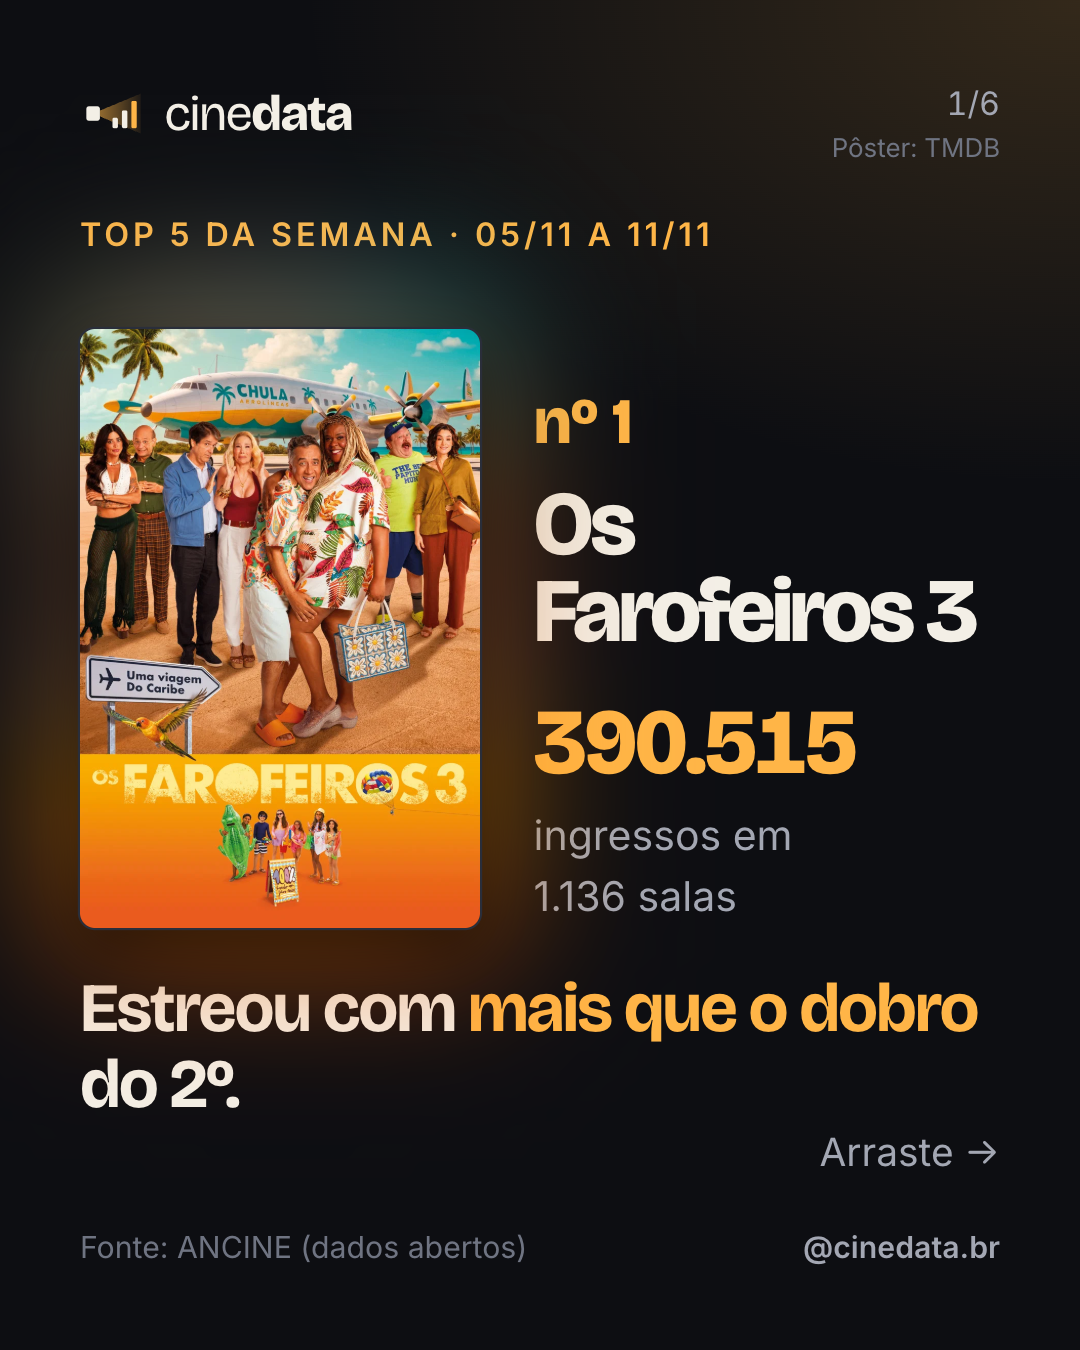 cinedata
1/6
Pôster: TMDB
TOP 5 DA SEMANA · 05/11 A 11/11
CHULA
THE
nº 1
Os
Farofeiros 3
390.515
ingressos em
1.136 salas
Uma viagem
Do Caribe
OS FAROFEIROS 3
Estreou com mais que o dobro
do 2º.
Arraste →
Fonte: ANCINE (dados abertos)
@cinedata.br